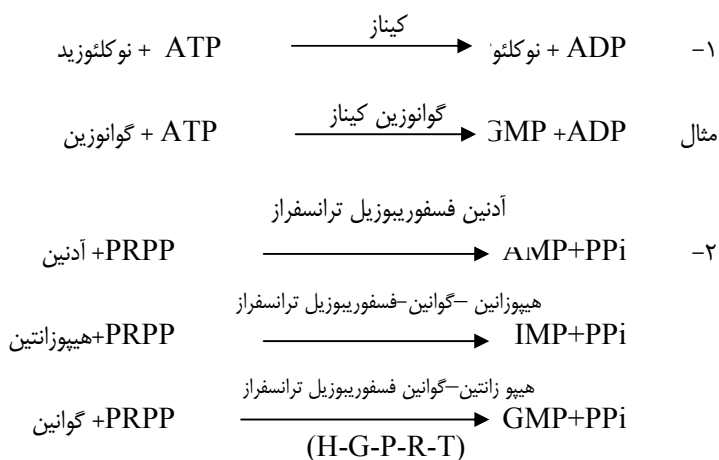 کیناز
۱- نوکلئوزید + ATP ADP + نوکلئو
گوانوزین کیناز
مثال گوانوزین + ATP GMP +ADP
آدنین فسفوریبوزیل ترانسفراز
۲- آدنین +PRPP AMP+PPi
هیپوزانین –گوانین–فسفوریبوزیل ترانسفراز
هیپوزانتین+PRPP IMP+PPi
هیپو زانتین–گوانین فسفوریبوزیل ترانسفراز
گوانین +PRPP GMP+PPi
(H-G-P-R-T)